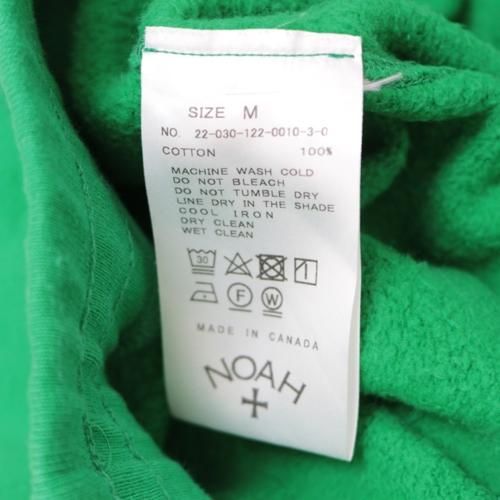 SIZE M
NO. 22-030-122-0010-3-0
COTTON 100%
MACHINE WASH COLD
DO NOT BLEACH
DO NOT TUMBLE DRY
LINE DRY IN THE SHADE
COOL IRON
DRY CLEAN
WET CLEAN
30
F W
MADE IN CANADA
NOAH